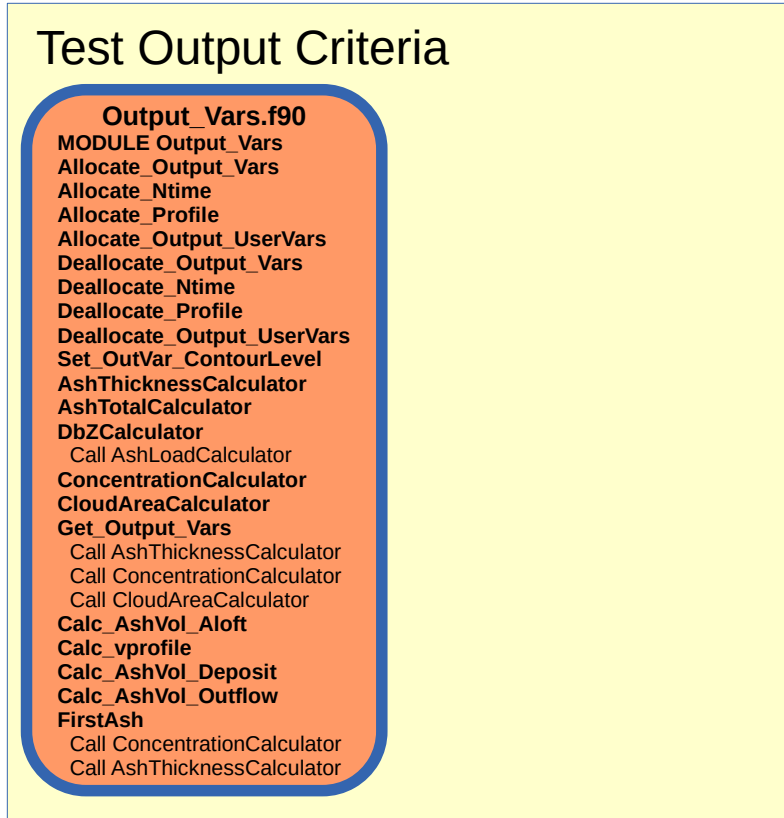 Test Output Criteria
Output_Vars.f90
MODULE Output_Vars
Allocate_Output_Vars
Allocate_Ntime
Allocate_Profile
Allocate_Output_UserVars
Deallocate_Output_Vars
Deallocate_Ntime
Deallocate_Profile
Deallocate_Output_UserVars
Set_OutVar_ContourLevel
AshThicknessCalculator
AshTotalCalculator
DbZCalculator
Call AshLoadCalculator
ConcentrationCalculator
CloudAreaCalculator
Get_Output_Vars
Call AshThicknessCalculator
Call ConcentrationCalculator
Call CloudAreaCalculator
Calc_AshVol_Aloft
Calc_vprofile
Calc_AshVol_Deposit
Calc_AshVol_Outflow
FirstAsh
Call ConcentrationCalculator
Call AshThicknessCalculator